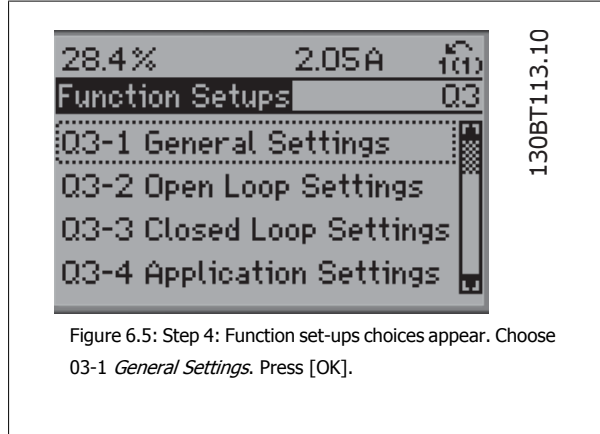 28.4% 2.05A 1(1)
Function Setups Q3
Q3-1 General Settings
Q3-2 Open Loop Settings
Q3-3 Closed Loop Settings
Q3-4 Application Settings
130BT113.10
Figure 6.5: Step 4: Function set-ups choices appear. Choose
03-1 General Settings. Press [OK].